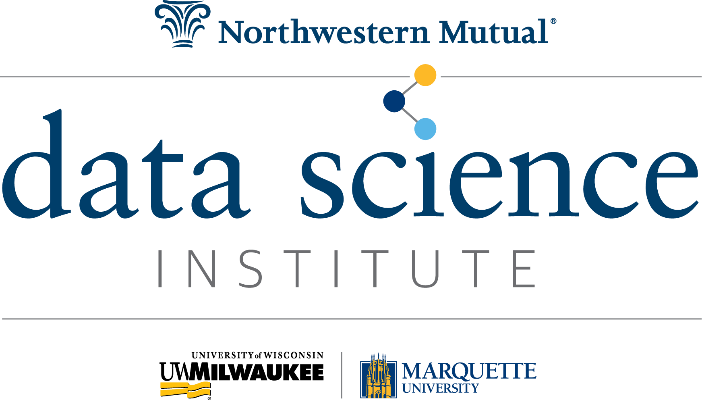 Northwestern Mutual®
data science
INSTITUTE
UNIVERSITY of WISCONSIN
UWMILWAUKEE
MARQUETTE
UNIVERSITY